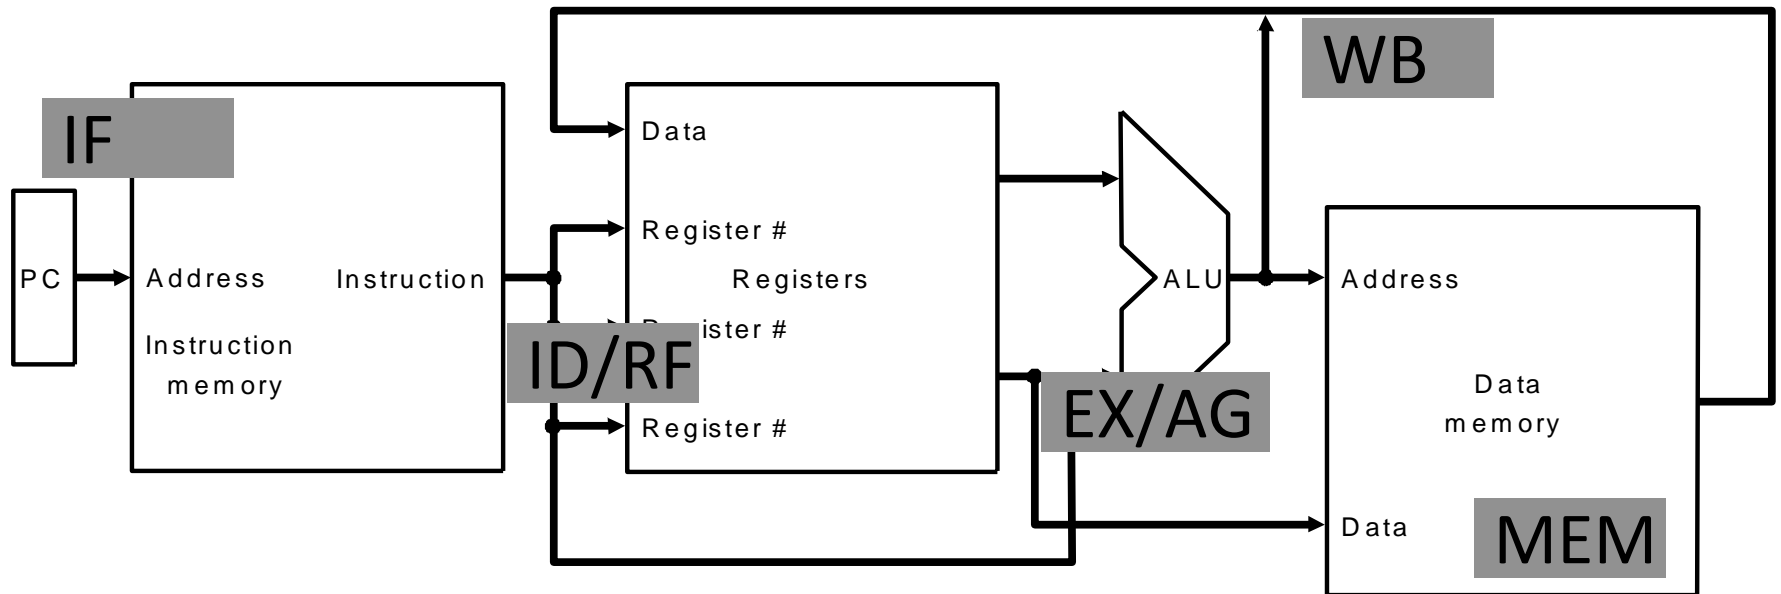 WB
IF
Data
Register #
PC
Address
Instruction
Registers
ALU
Address
Instruction
memory
ister #
ID/RF
EX/AG
Data
memory
Register #
Data
MEM